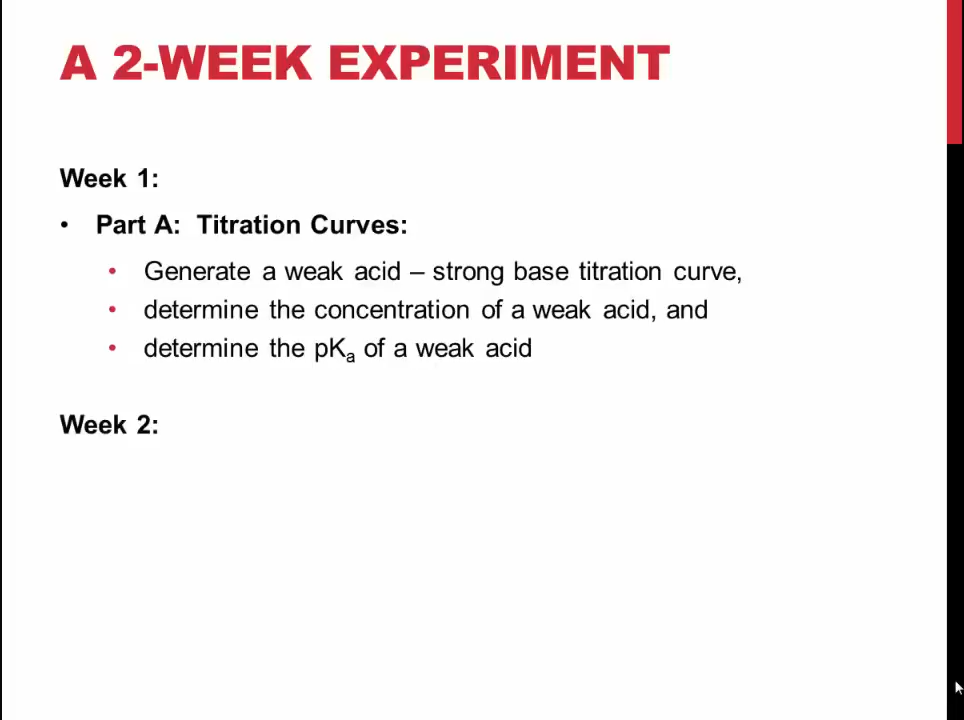 A 2-WEEK EXPERIMENT
Week 1:
• Part A: Titration Curves:
• Generate a weak acid – strong base titration curve,
• determine the concentration of a weak acid, and
• determine the pKₐ of a weak acid
Week 2: